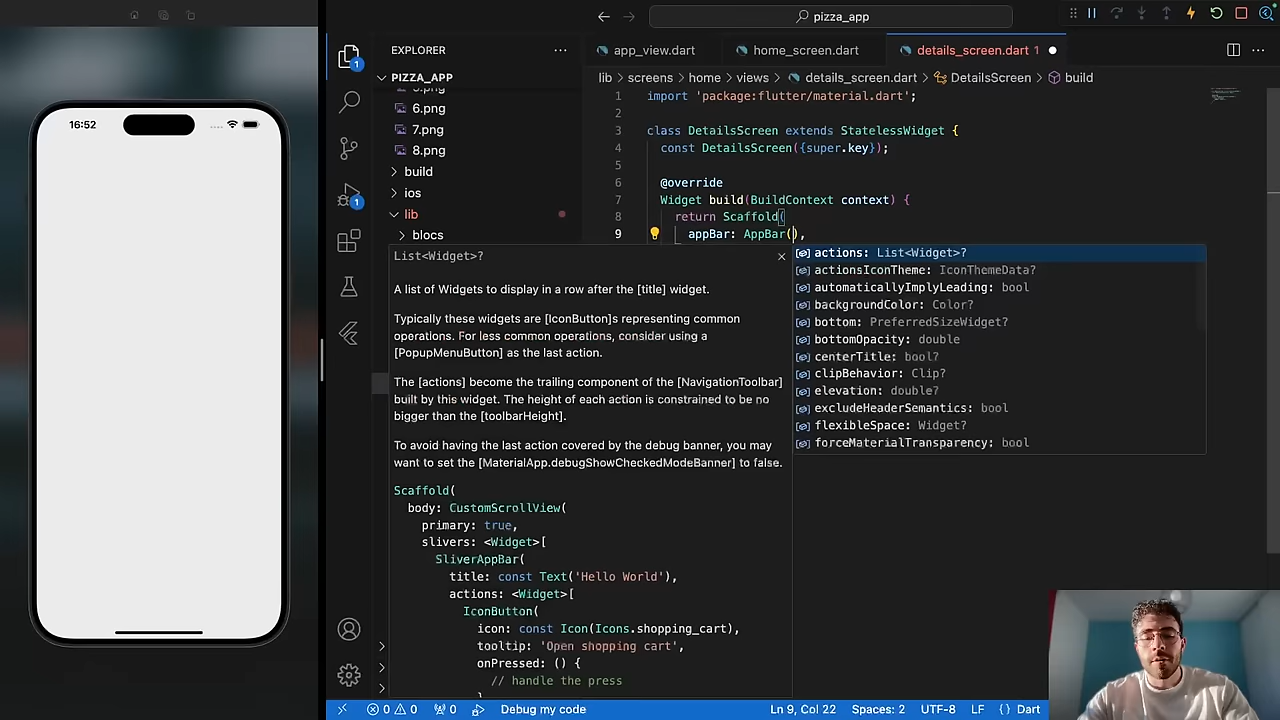 16:52
pizza_app
EXPLORER
PIZZA_APP
6.png
7.png
8.png
build
ios
lib
blocs
1
1
app_view.dart
home_screen.dart
details_screen.dart 1
lib > screens > home > views > details_screen.dart > DetailsScreen > build
1 import 'package:flutter/material.dart';
2
3 class DetailsScreen extends StatelessWidget {
4 const DetailsScreen({super.key});
5
6 @override
7 Widget build(BuildContext context) {
8 return Scaffold(
9 appBar: AppBar(),
List<Widget>?
A list of Widgets to display in a row after the [title] widget.
Typically these widgets are [IconButton]s representing common
operations. For less common operations, consider using a
[PopupMenuButton] as the last action.
The [actions] become the trailing component of the [NavigationToolbar]
built by this widget. The height of each action is constrained to be no
bigger than the [toolbarHeight].
To avoid having the last action covered by the debug banner, you may
want to set the [MaterialApp.debugShowCheckedModeBanner] to false.
Scaffold(
body: CustomScrollView(
primary: true,
slivers: <Widget>[
SliverAppBar(
title: const Text('Hello World'),
actions: <Widget>[
IconButton(
icon: const Icon(Icons.shopping_cart),
tooltip: 'Open shopping cart',
onPressed: () {
// handle the press
actions: List<Widget>?
actionsIconTheme: IconThemeData?
automaticallyImplyLeading: bool
backgroundColor: Color?
bottom: PreferredSizeWidget?
bottomOpacity: double
centerTitle: bool?
clipBehavior: Clip?
elevation: double?
excludeHeaderSemantics: bool
flexibleSpace: Widget?
forceMaterialTransparency: bool
0 0 0 Debug my code Ln 9, Col 22 Spaces: 2 UTF-8 LF {} Dart